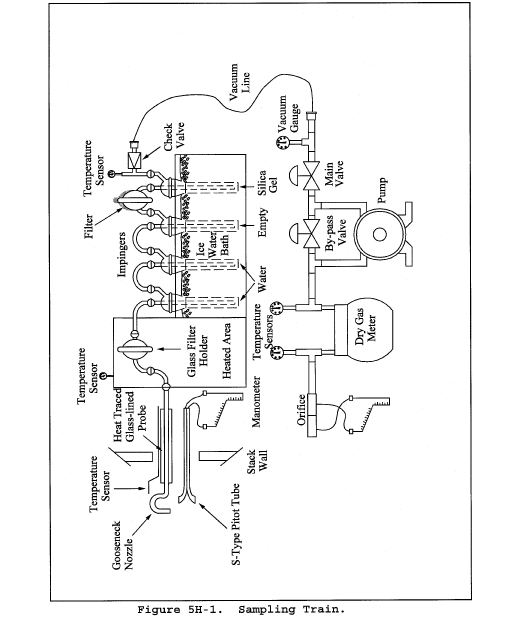 Temperature
Sensor
Gooseneck
Nozzle
Heat Traced
Glass-lined
Probe
Temperature
Sensor
S-Type Pitot Tube
Stack
Wall
Manometer
Glass Filter
Holder
Heated Area
Impingers
Filter
Temperature
Sensor
Check
Valve
Ice
Water
Bath
Water
Empty
Silica
Gel
Vacuum
Line
Vacuum
Gauge
Main
Valve
By-pass
Valve
Pump
Temperature
Sensors
Dry Gas
Meter
Orifice
Figure 5H-1. Sampling Train.